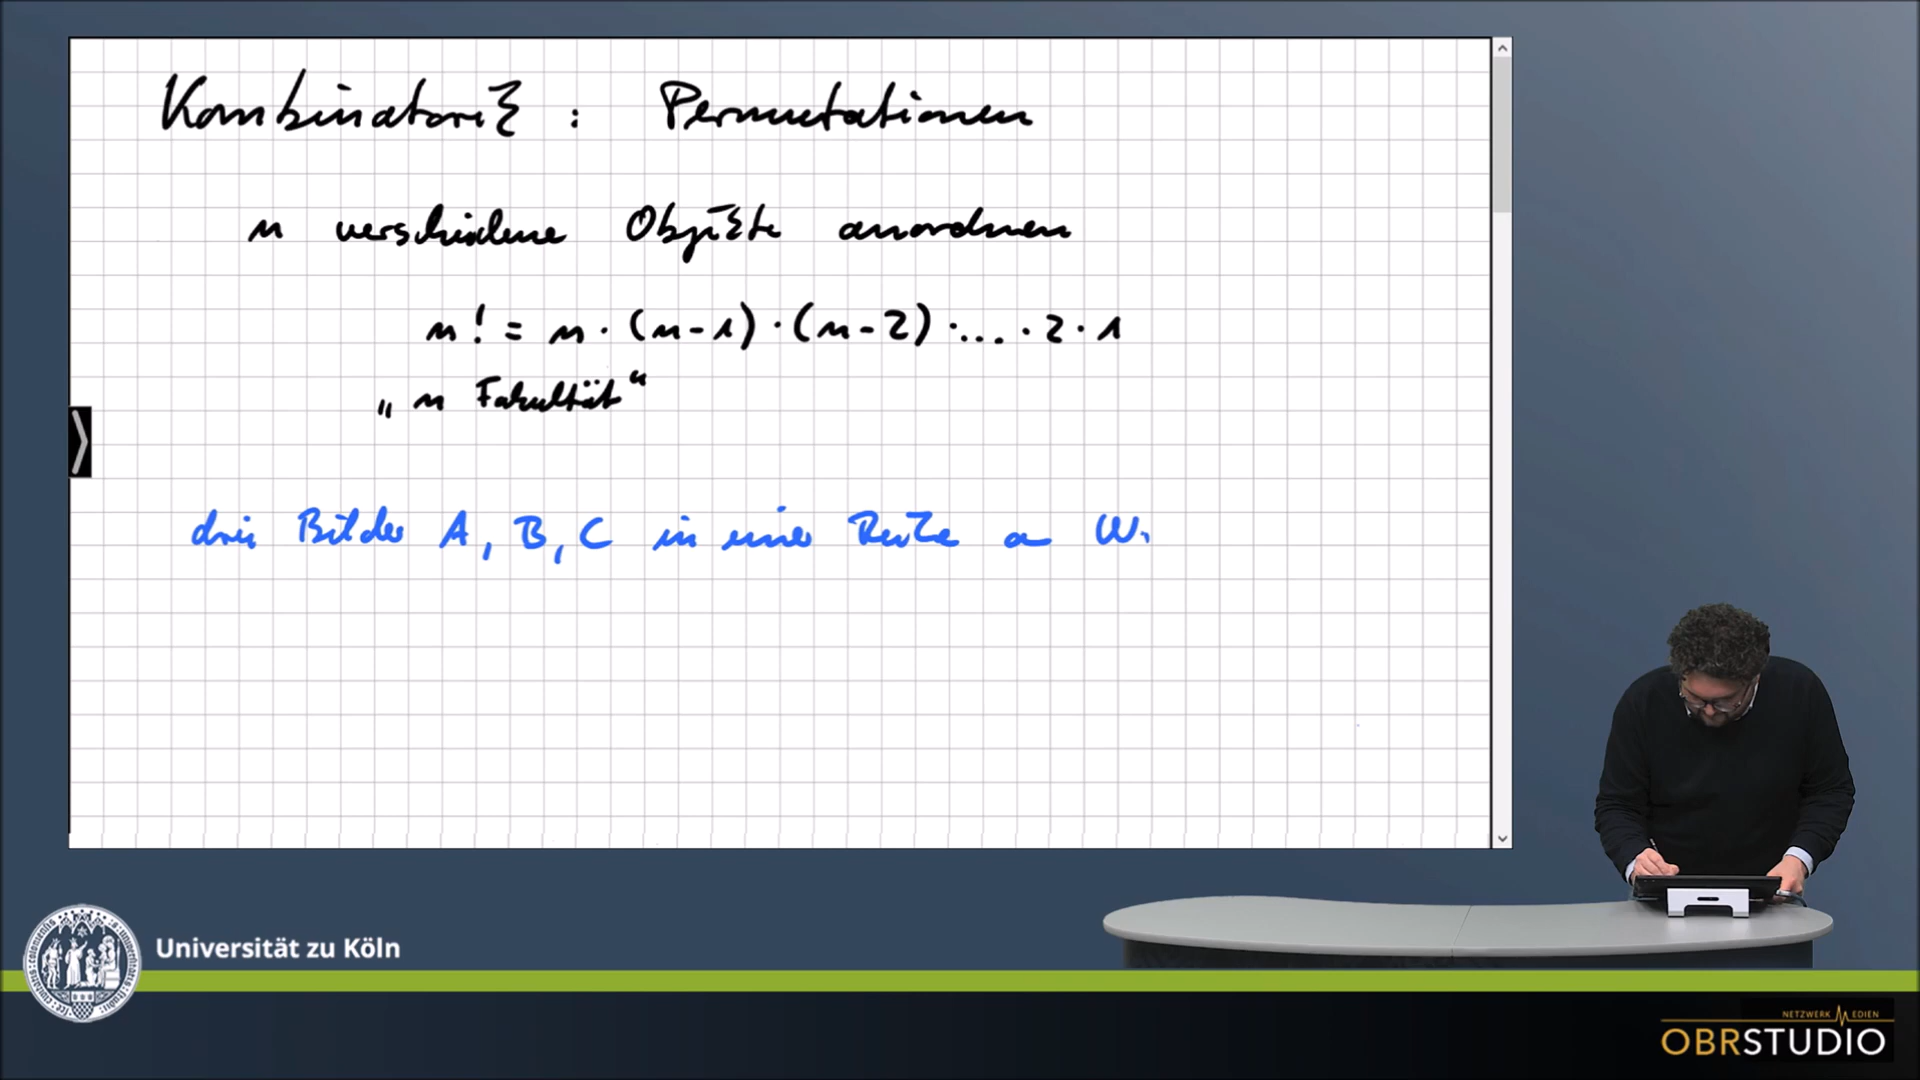 Kombinatorik : Permutationen
n verschiedene Objekte anordnen
n! = n · (n-1) · (n-2) · ... · 2 · 1
„n Fakultät“
drei Bilder A, B, C in einer Reihe an W
Universität zu Köln
NETZWERK MEDIEN
OBRSTUDIO